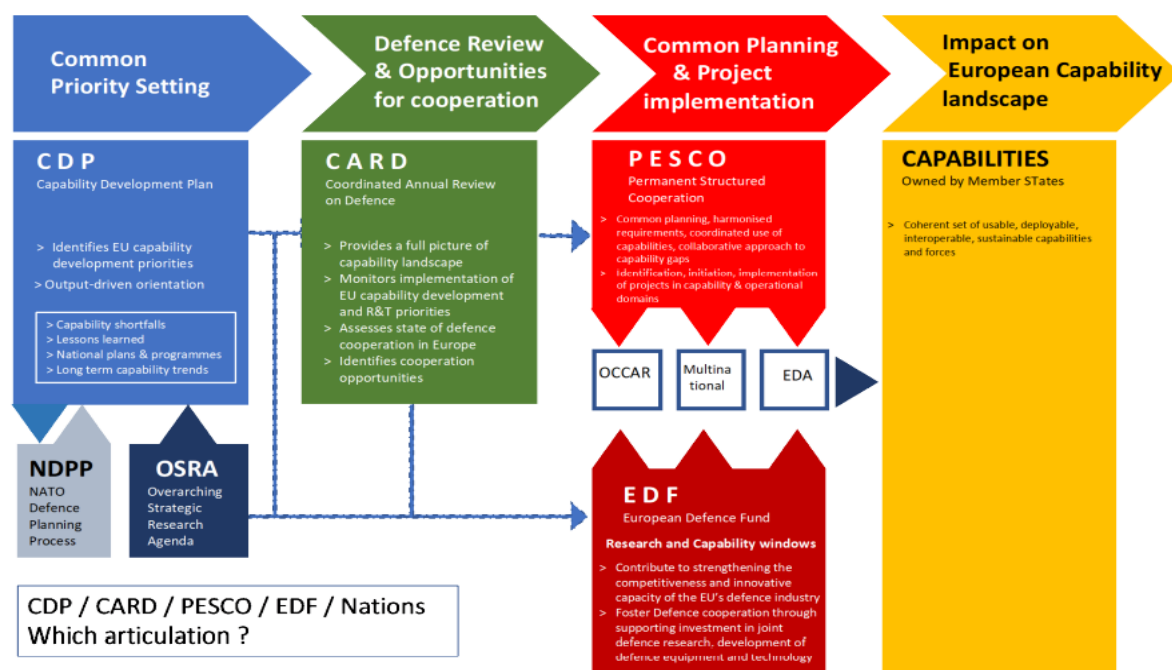 Common
Priority Setting
Defence Review
& Opportunities
for cooperation
Common Planning
& Project
implementation
Impact on
European Capability
landscape
C D P
Capability Development Plan
> Identifies EU capability
development priorities
> Output-driven orientation
> Capability shortfalls
> Lessons learned
> National plans & programmes
> Long term capability trends
NDPP
NATO
Defence
Planning
Process
OSRA
Overarching
Strategic
Research
Agenda
C A R D
Coordinated Annual Review
on Defence
> Provides a full picture of
capability landscape
> Monitors implementation of
EU capability development
and R&T priorities
> Assesses state of defence
cooperation in Europe
> Identifies cooperation
opportunities
P E S C O
Permanent Structured
Cooperation
> Common planning, harmonised
requirements, coordinated use of
capabilities, collaborative approach to
capability gaps
> Identification, initiation, implementation
of projects in capability & operational
domains
OCCAR
Multina
tional
EDA
E D F
European Defence Fund
Research and Capability windows
> Contribute to strengthening the
competitiveness and innovative
capacity of the EU's defence industry
> Foster Defence cooperation through
supporting investment in joint
defence research, development of
defence equipment and technology
CAPABILITIES
Owned by Member STates
> Coherent set of usable, deployable,
interoperable, sustainable capabilities
and forces
CDP / CARD / PESCO / EDF / Nations
Which articulation ?